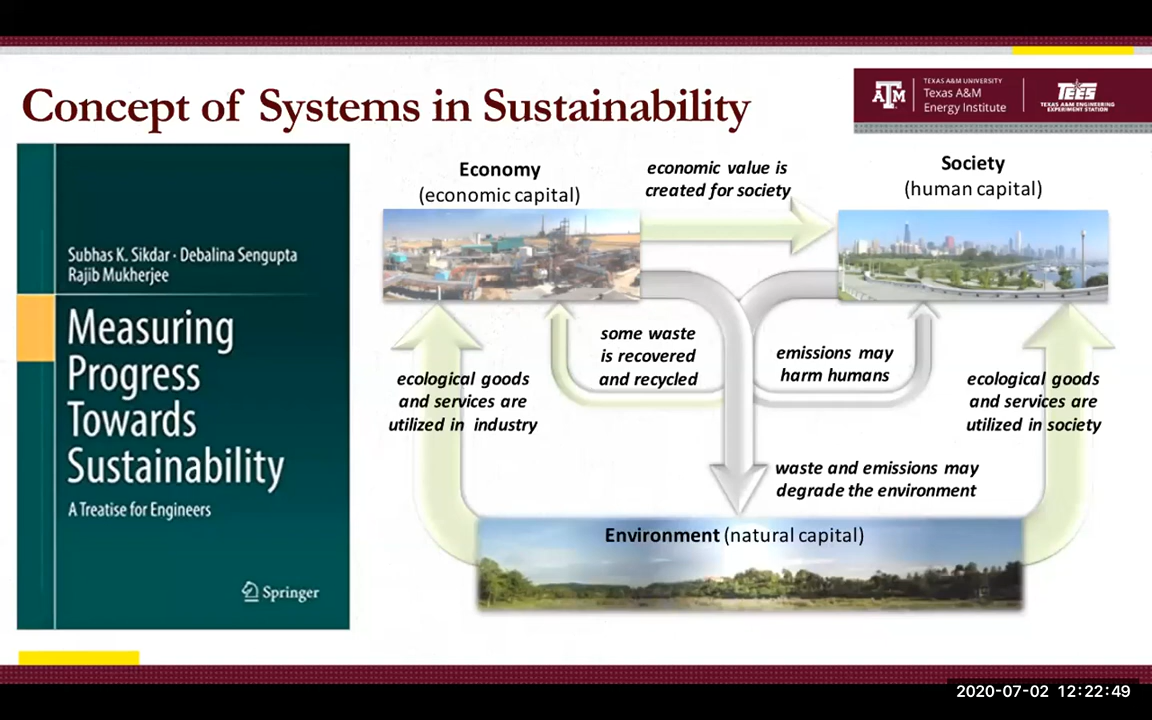 Concept of Systems in Sustainability
TEXAS A&M UNIVERSITY
Texas A&M
Energy Institute
TEES
TEXAS A&M ENGINEERING
EXPERIMENT STATION
Subhas K. Sikdar · Debalina Sengupta
Rajib Mukherjee
Measuring
Progress
Towards
Sustainability
A Treatise for Engineers
Springer
Economy
(economic capital)
economic value is
created for society
Society
(human capital)
some waste
is recovered
and recycled
emissions may
harm humans
ecological goods
and services are
utilized in industry
ecological goods
and services are
utilized in society
waste and emissions may
degrade the environment
Environment (natural capital)
2020-07-02 12:22:49